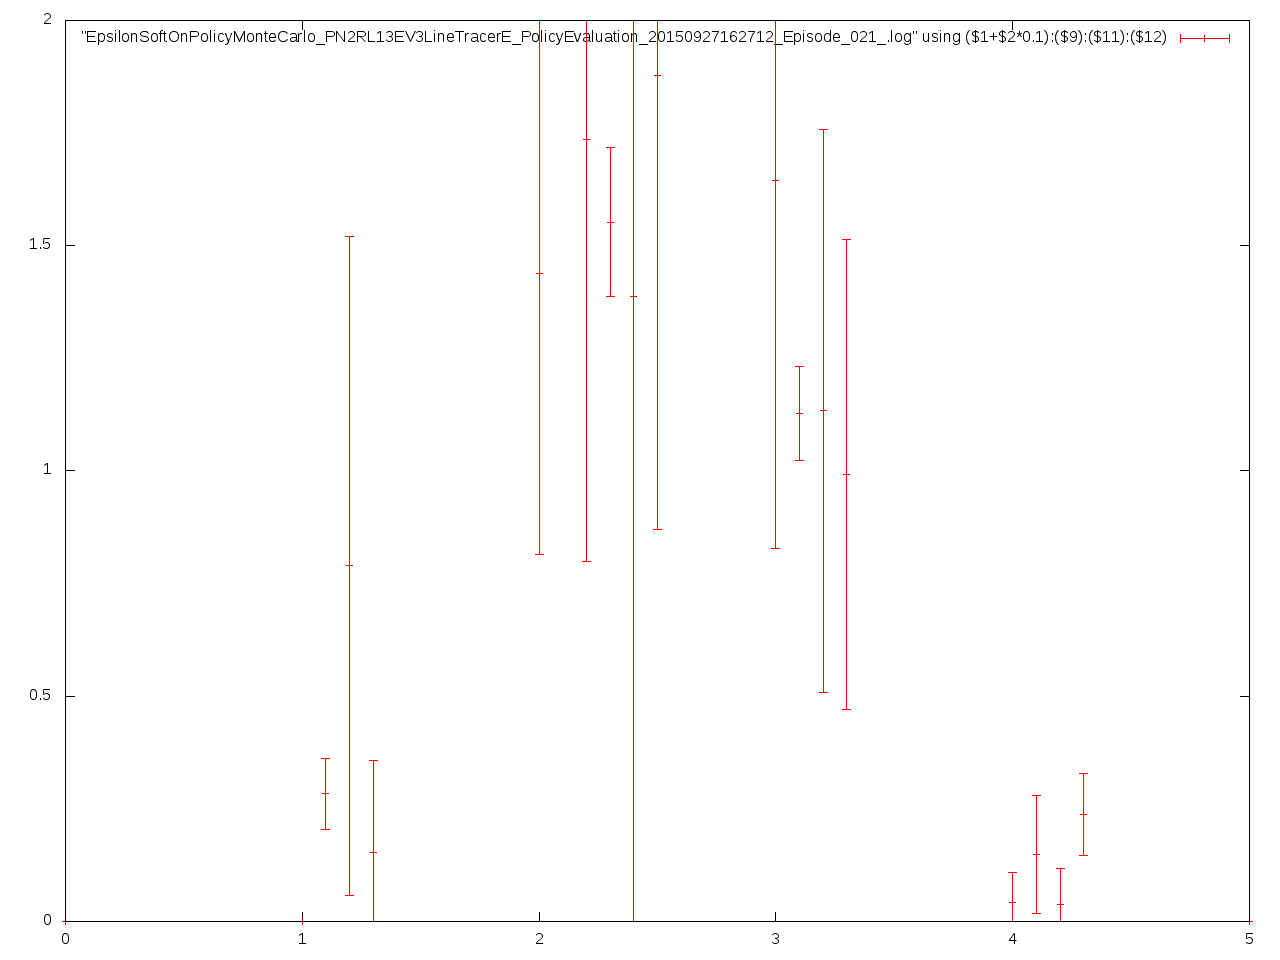 2
"EpsilonSoftOnPolicyMonteCarlo_PN2RL13EV3LineTracerE_PolicyEvaluation_20150927162712_Episode_021_.log" using ($1+$2*0.1):($9):($11):($12)
1.5
1
0.5
0
0 1 2 3 4 5